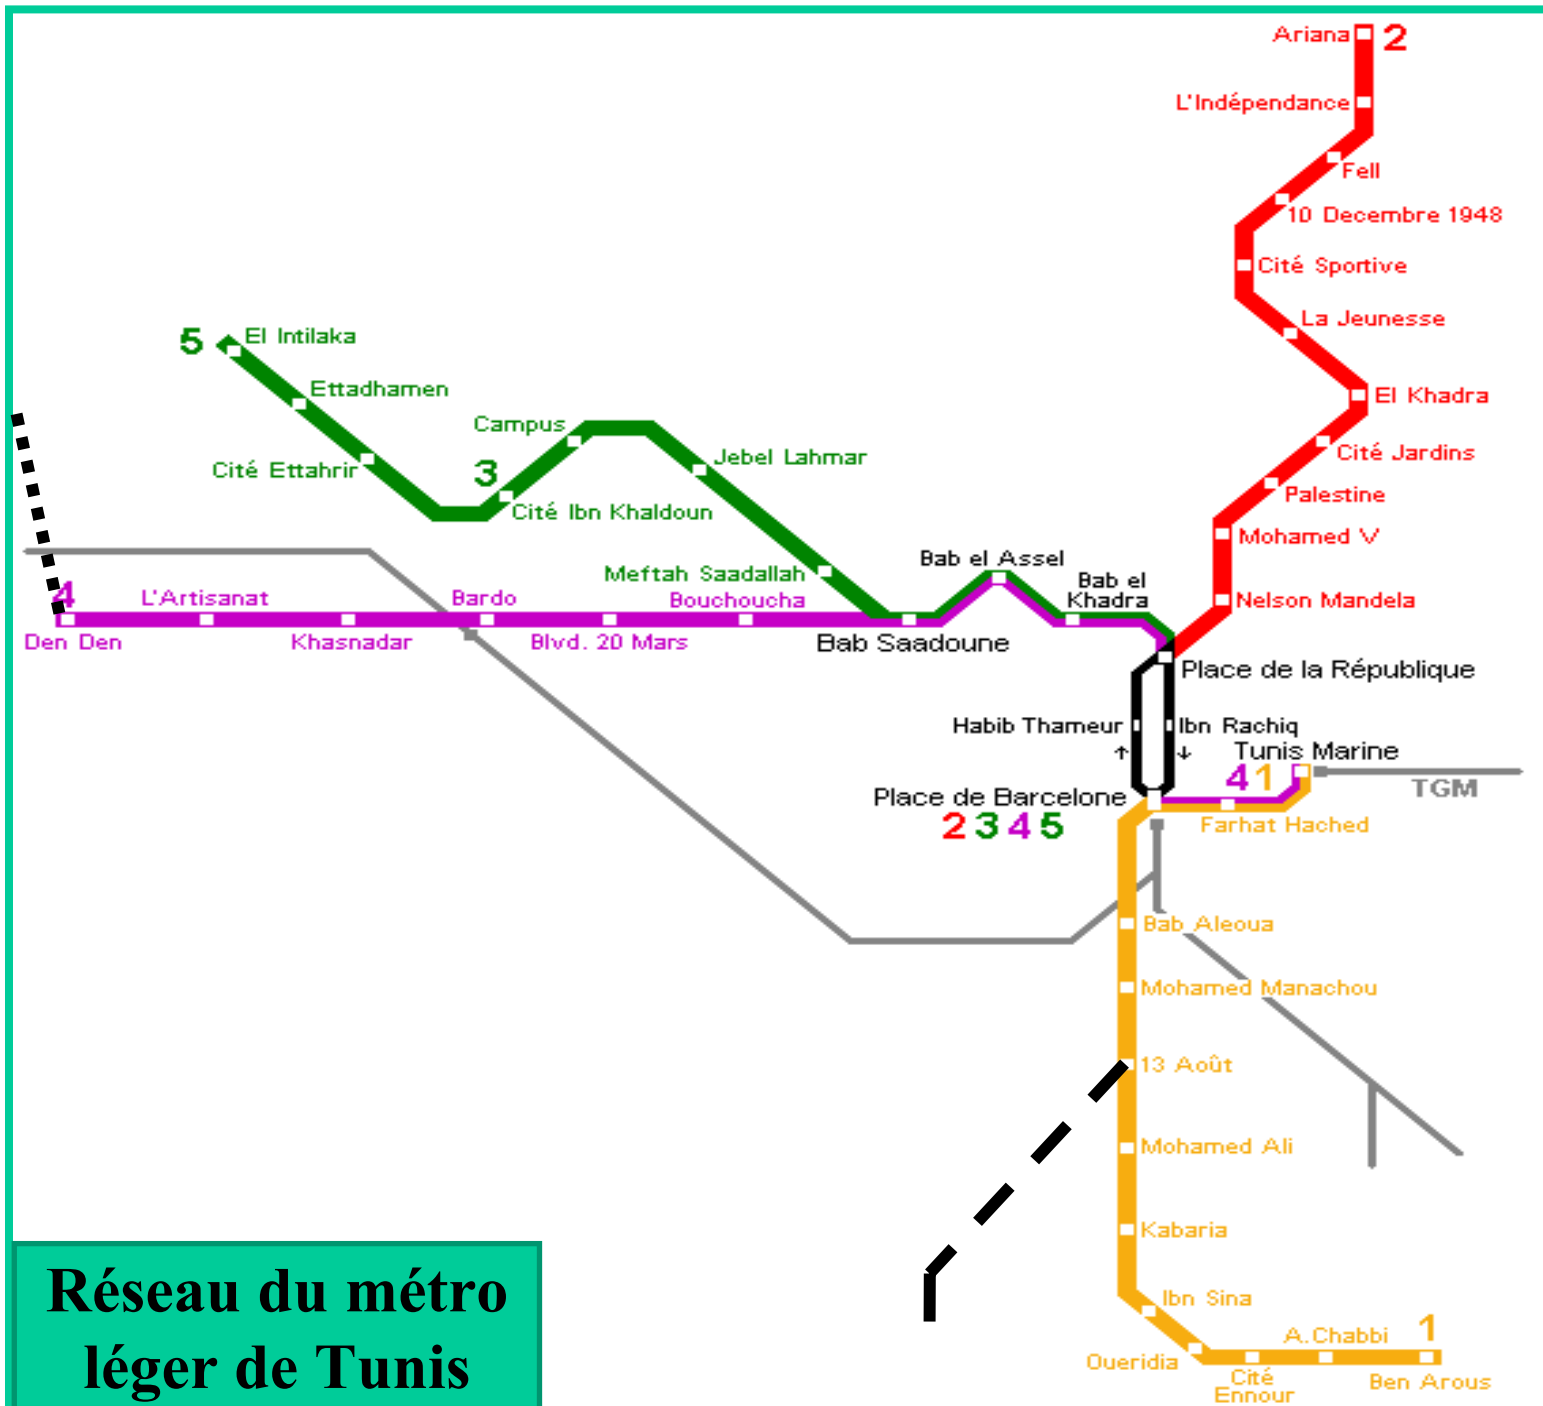 Ariana
2
L'Indépendance
Fell
10 Decembre 1948
Cité Sportive
La Jeunesse
El Khadra
Cité Jardins
Palestine
Mohamed V
Nelson Mandela
5
El Intilaka
Ettadhamen
Cité Ettahrir
3
Campus
Cité Ibn Khaldoun
Jebel Lahmar
Meftah Saadallah
4
Den Den
L'Artisanat
Khasnadar
Bardo
Blvd. 20 Mars
Bouchoucha
Bab Saadoune
Bab el Assel
Bab el
Khadra
Place de la République
Habib Thameur
Ibn Rachiq
↑
↓
Tunis Marine
4 1
TGM
Place de Barcelone
2 3 4 5
Farhat Hached
Bab Aleoua
Mohamed Manachou
13 Août
Mohamed Ali
Kabaria
Ibn Sina
Oueridia
Cité
Ennour
A.Chabbi
1
Ben Arous
Réseau du métro
léger de Tunis